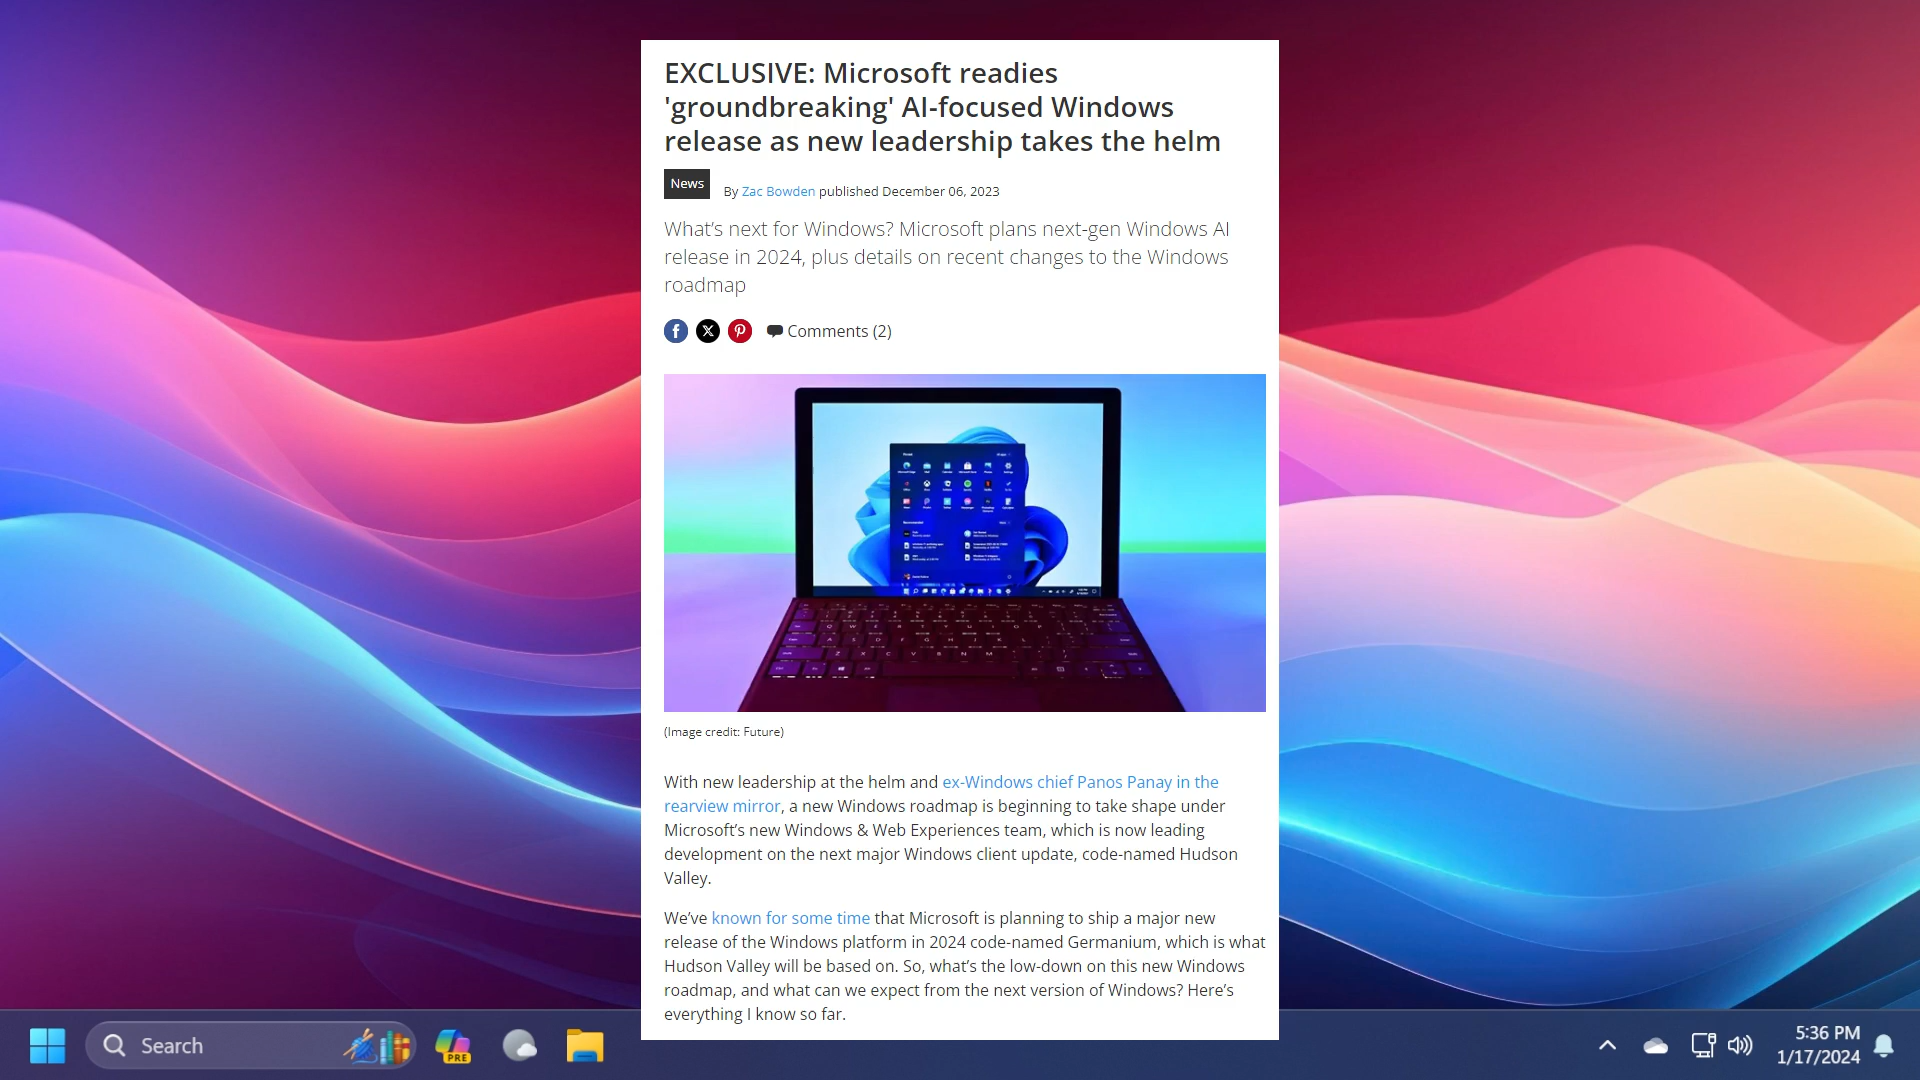 EXCLUSIVE: Microsoft readies
'groundbreaking' AI-focused Windows
release as new leadership takes the helm
News
By Zac Bowden published December 06, 2023
What's next for Windows? Microsoft plans next-gen Windows AI
release in 2024, plus details on recent changes to the Windows
roadmap
Comments (2)
(Image credit: Future)
With new leadership at the helm and ex-Windows chief Panos Panay in the
rearview mirror, a new Windows roadmap is beginning to take shape under
Microsoft's new Windows & Web Experiences team, which is now leading
development on the next major Windows client update, code-named Hudson
Valley.
We've known for some time that Microsoft is planning to ship a major new
release of the Windows platform in 2024 code-named Germanium, which is what
Hudson Valley will be based on. So, what's the low-down on this new Windows
roadmap, and what can we expect from the next version of Windows? Here's
everything I know so far.
Search
PRE
5:36 PM
1/17/2024